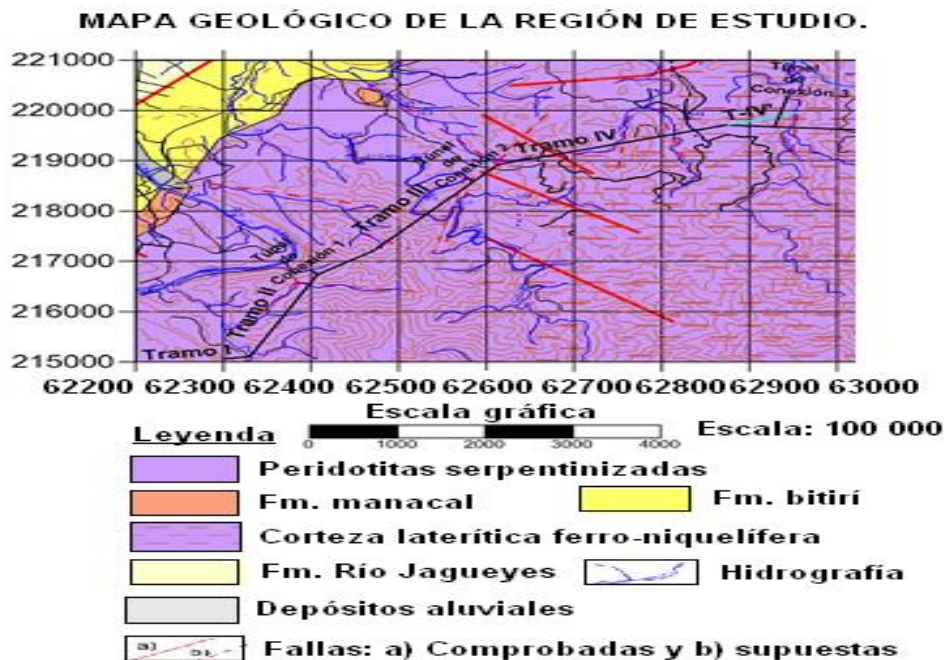 MAPA GEOLÓGICO DE LA REGIÓN DE ESTUDIO.
221000
220000
219000
218000
217000
216000
215000
Túnel de Conexión 3
T-IV
Tramo IV
Túnel de Conexión 2
Tramo III
Túnel de Conexión 1
Tramo II
Tramo I
62200 62300 62400 62500 62600 62700 62800 62900 63000
Escala gráfica
Leyenda
0 1000 2000 3000 4000
Escala: 100 000
Peridotitas serpentinizadas
Fm. manacal
Fm. bitirí
Corteza laterítica ferro-niquelífera
Fm. Río Jagueyes
Hidrografía
Depósitos aluviales
a) b)
Fallas: a) Comprobadas y b) supuestas